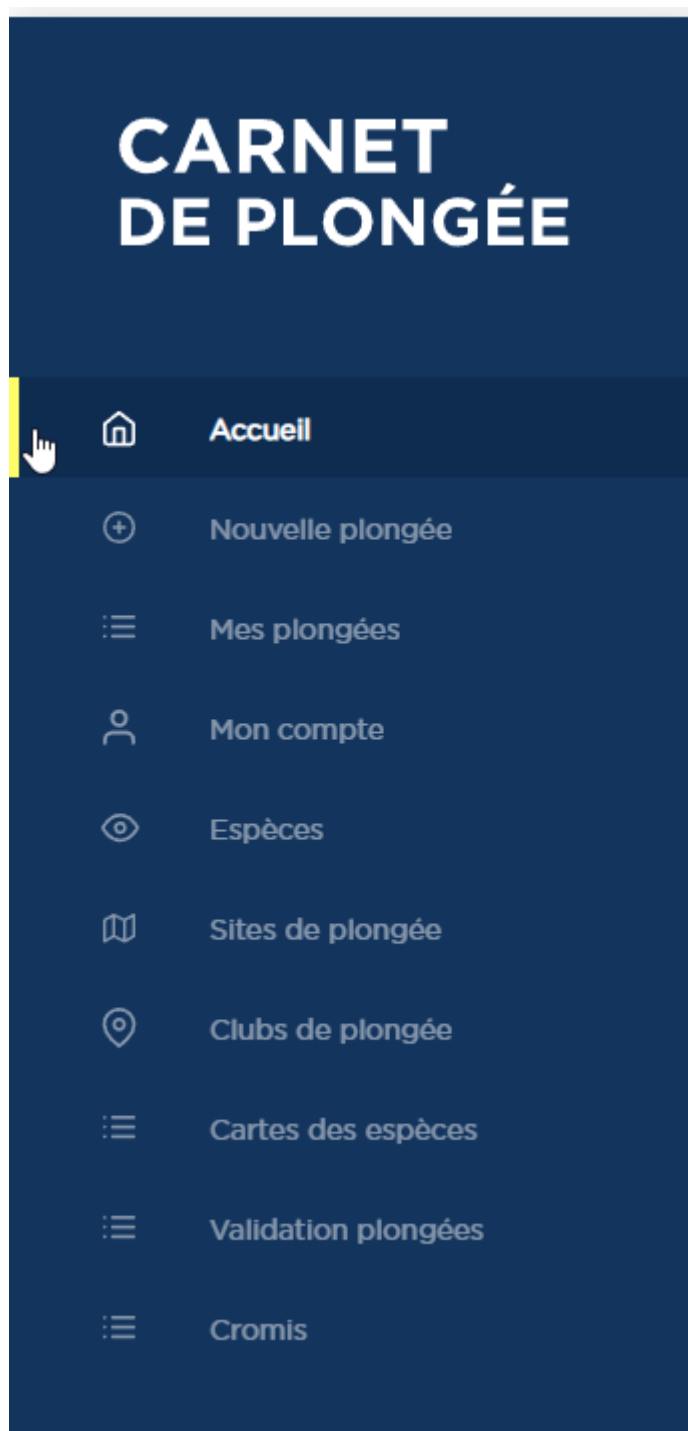 CARNET
DE PLONGÉE
Accueil
Nouvelle plongée
Mes plongées
Mon compte
Espèces
Sites de plongée
Clubs de plongée
Cartes des espèces
Validation plongées
Cromis